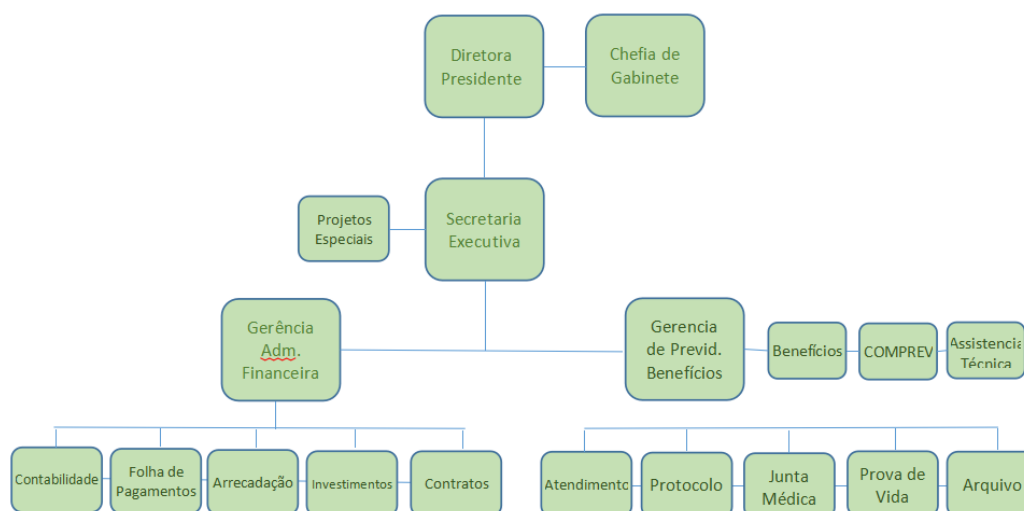 Diretora
Presidente
Chefia de
Gabinete
Projetos
Especiais
Secretaria
Executiva
Gerência
Adm.
Financeira
Gerencia
de Previd.
Benefícios
Benefícios
COMPREV
Assistencia
Técnica
Contabilidade
Folha de
Pagamentos
Arrecadação
Investimentos
Contratos
Atendimento
Protocolo
Junta
Médica
Prova de
Vida
Arquivo